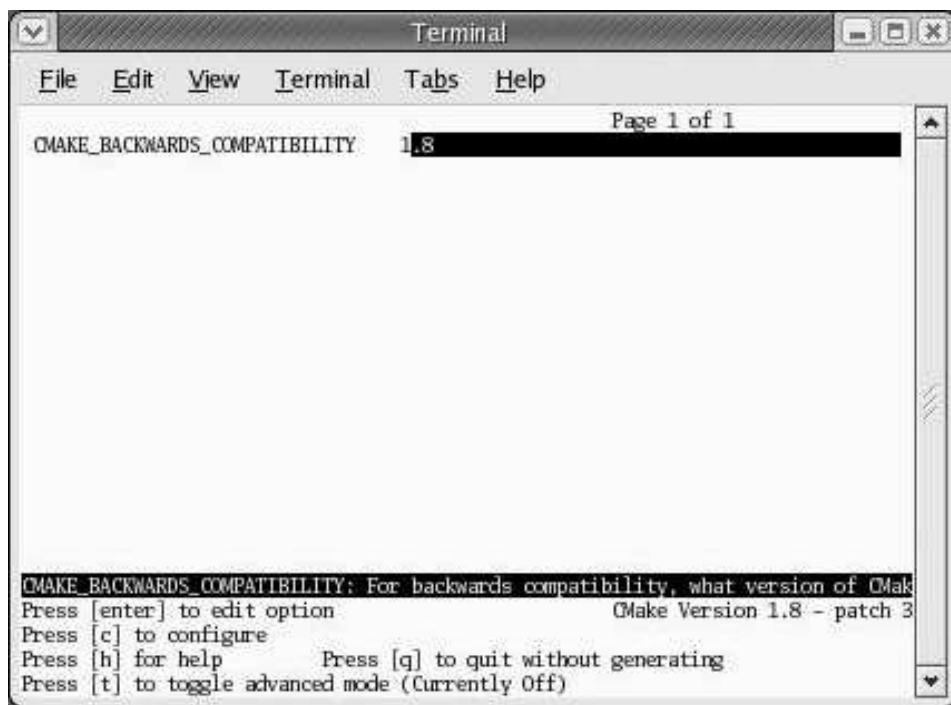 Terminal
File Edit View Terminal Tabs Help
Page 1 of 1
CMAKE_BACKWARDS_COMPATIBILITY 1.8
CMAKE_BACKWARDS_COMPATIBILITY: For backwards compatibility, what version of CMak
Press [enter] to edit option CMake Version 1.8 - patch 3
Press [c] to configure
Press [h] for help Press [q] to quit without generating
Press [t] to toggle advanced mode (Currently Off)